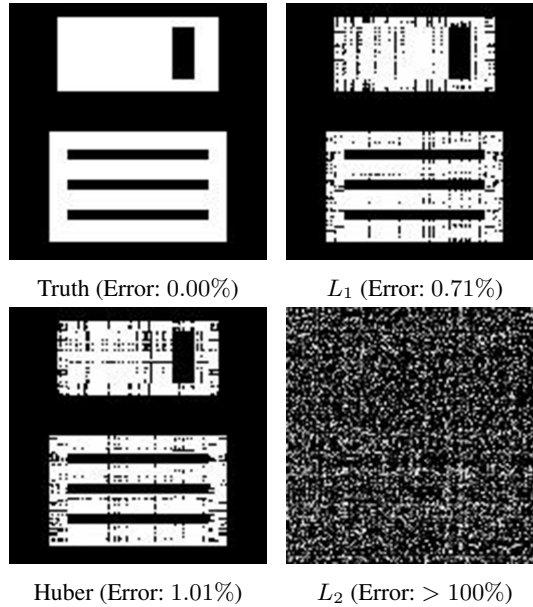 Truth (Error: 0.00%)
L₁ (Error: 0.71%)
Huber (Error: 1.01%)
L₂ (Error: > 100%)